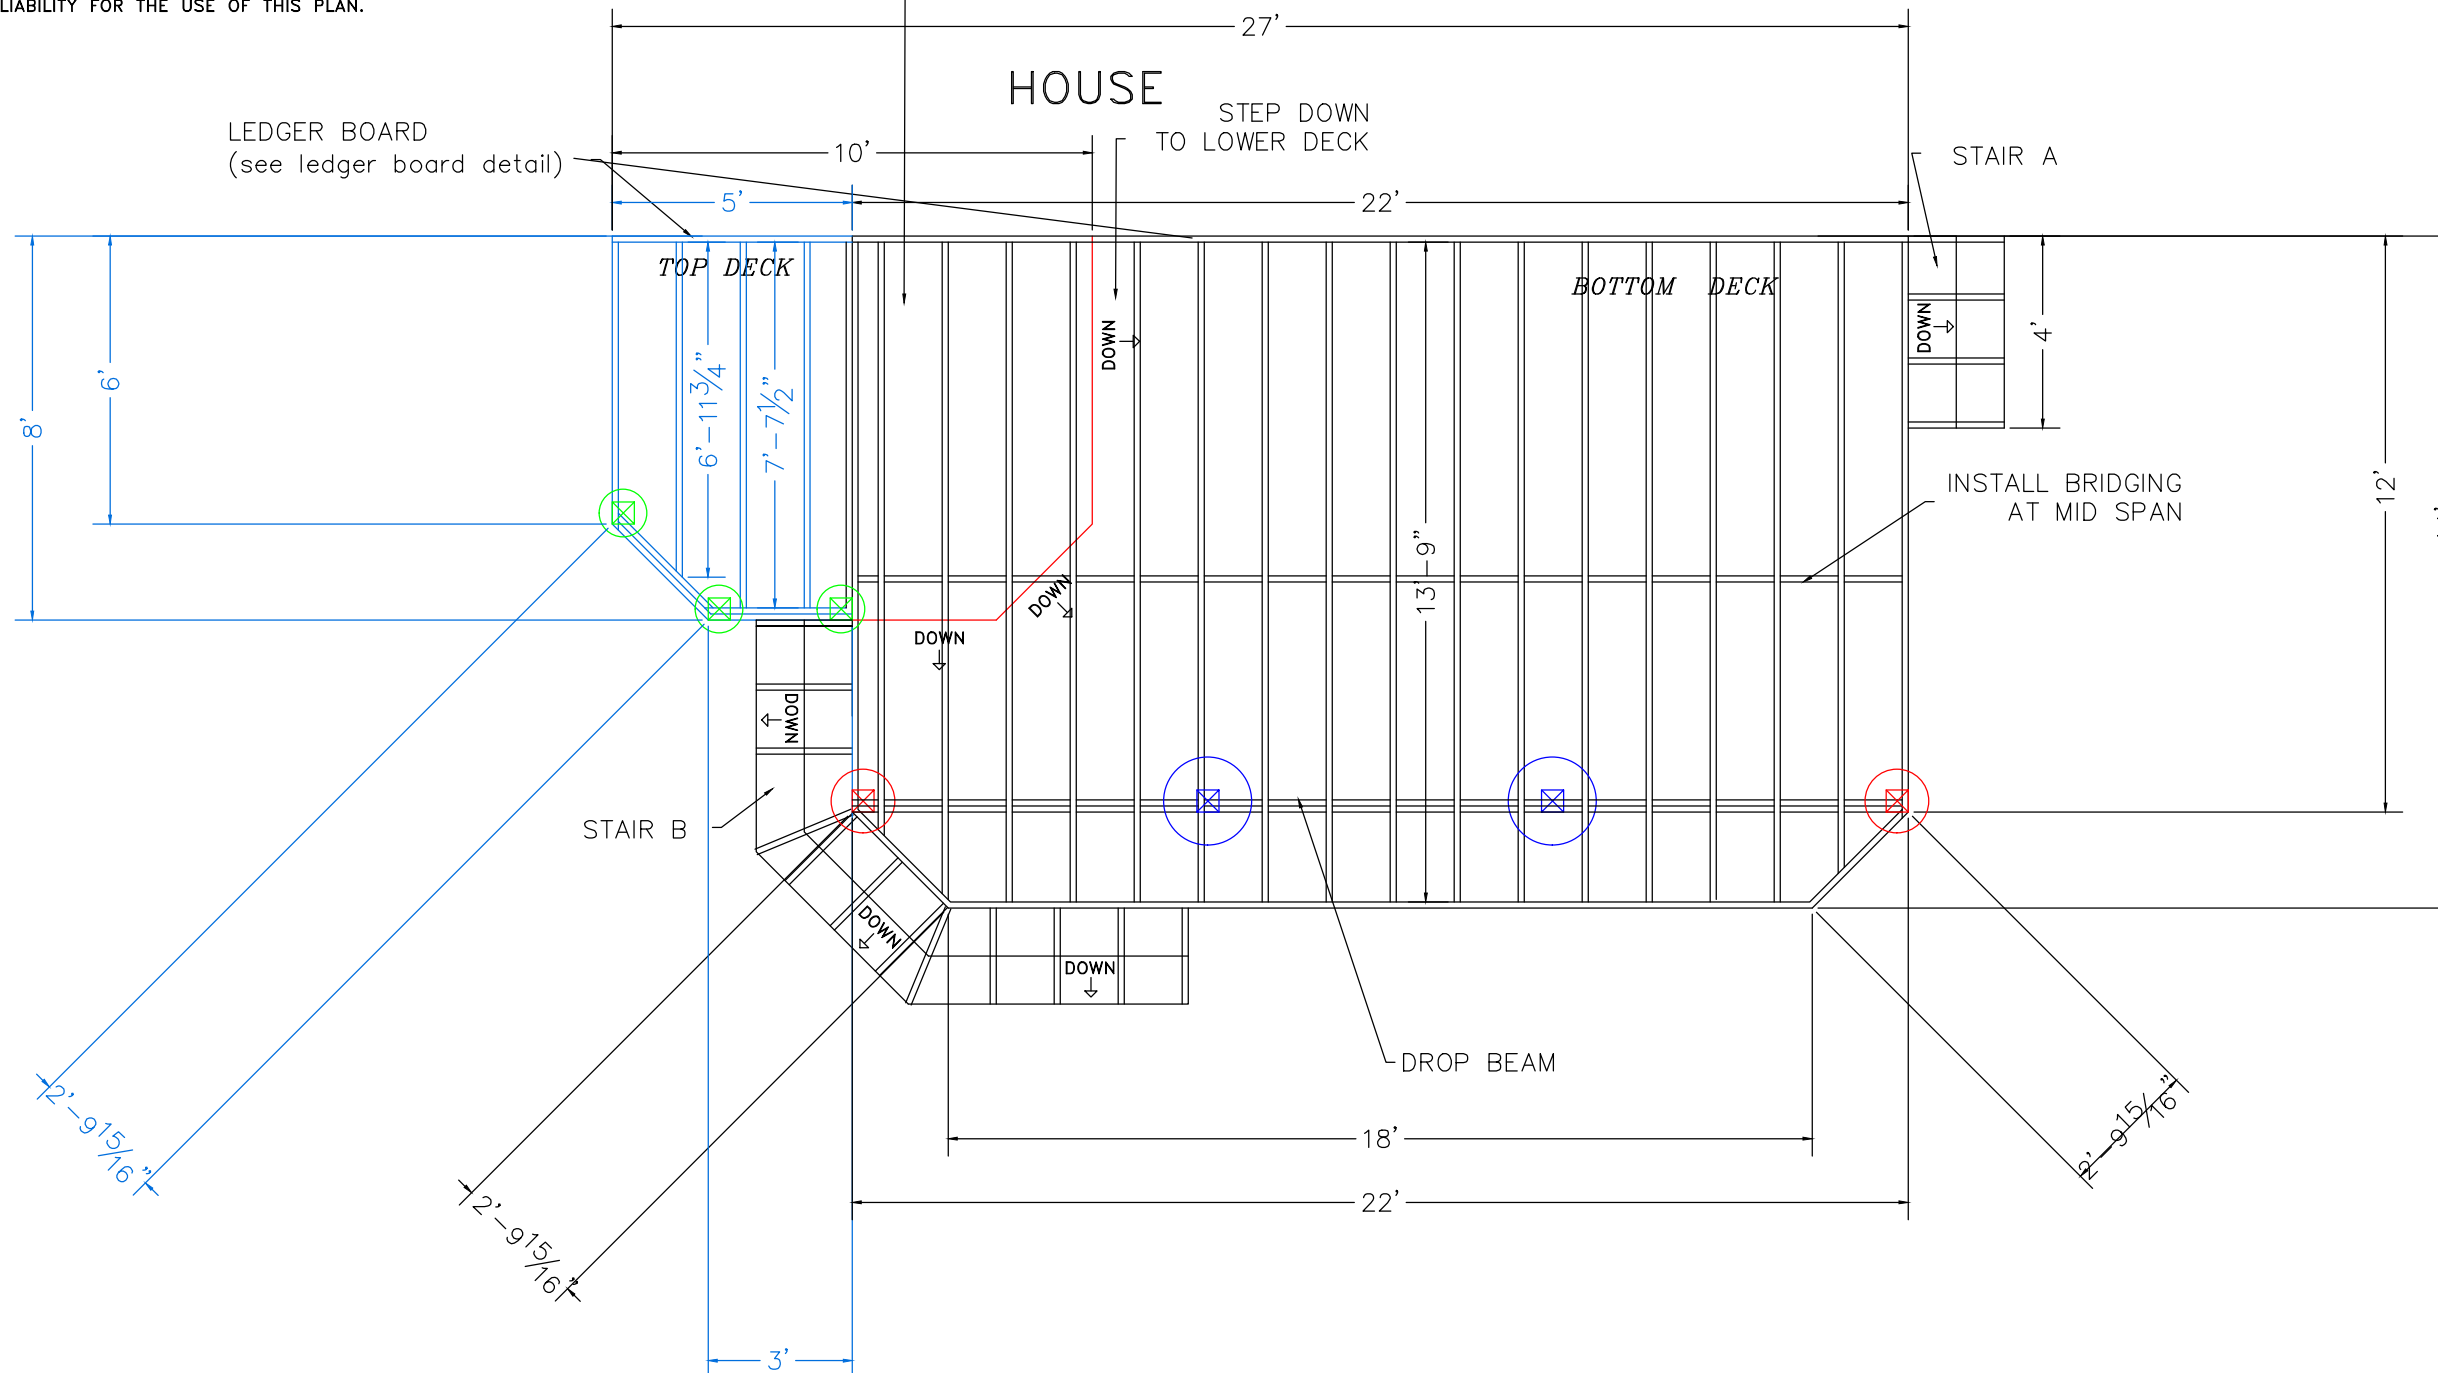 LIABILITY FOR THE USE OF THIS PLAN.
27'
HOUSE
STEP DOWN
TO LOWER DECK
LEDGER BOARD
(see ledger board detail)
10'
STAIR A
5'
22'
TOP DECK
BOTTOM DECK
DOWN
DOWN
4'
6'
8'
6'-11 3/4"
7'-7 1/2"
INSTALL BRIDGING
AT MID SPAN
12'
13'-9"
DOWN
DOWN
DOWN
STAIR B
DOWN
DOWN
DROP BEAM
2'-9 15/16"
2'-9 15/16"
2'-9 15/16"
18'
22'
3'